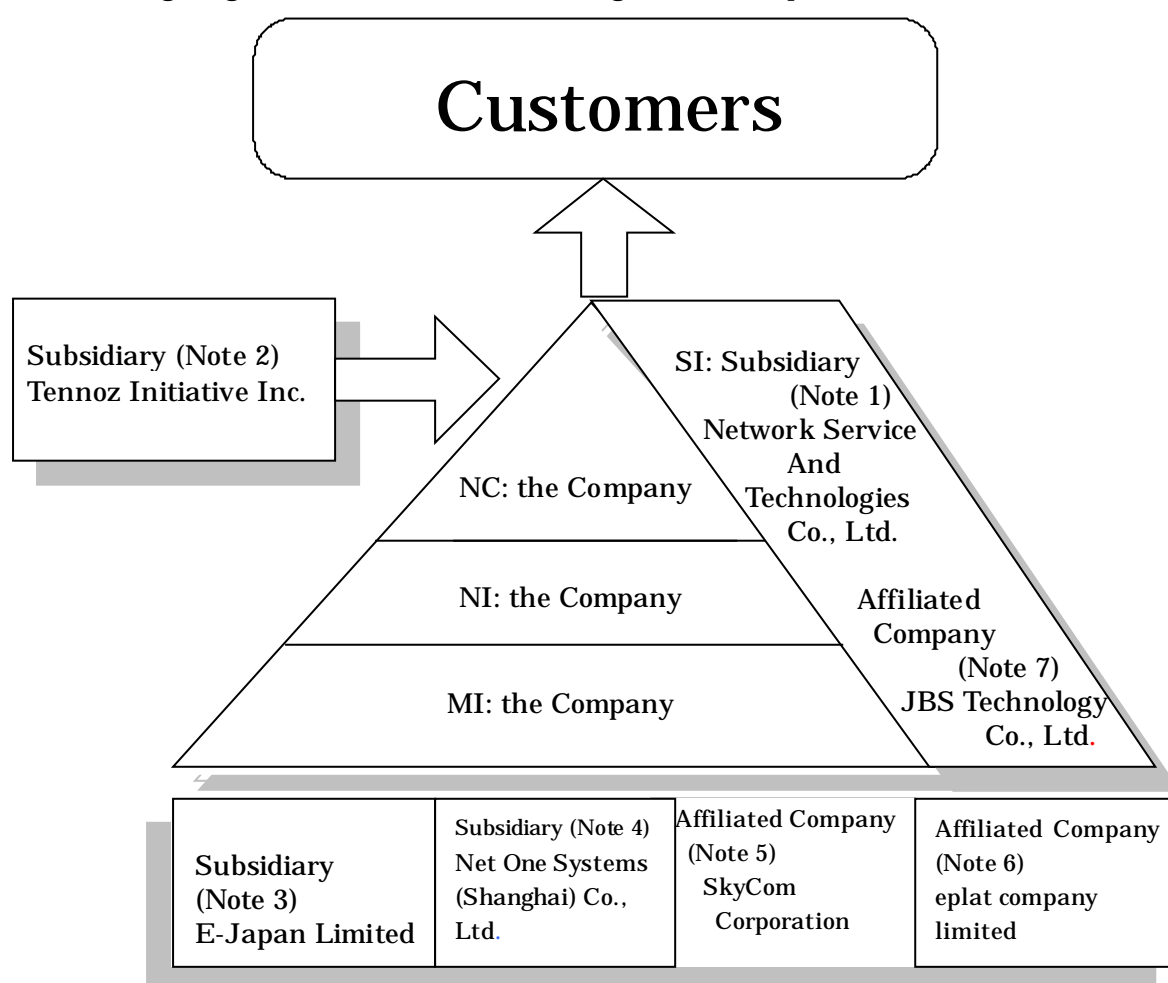 Customers
Subsidiary (Note 2)
Tennoz Initiative Inc.
SI: Subsidiary
(Note 1)
Network Service
And
Technologies
Co., Ltd.
NC: the Company
NI: the Company
Affiliated
Company
(Note 7)
JBS Technology
Co., Ltd.
MI: the Company
Subsidiary
(Note 3)
E-Japan Limited
Subsidiary (Note 4)
Net One Systems
(Shanghai) Co.,
Ltd.
Affiliated Company
(Note 5)
SkyCom
Corporation
Affiliated Company
(Note 6)
eplat company
limited